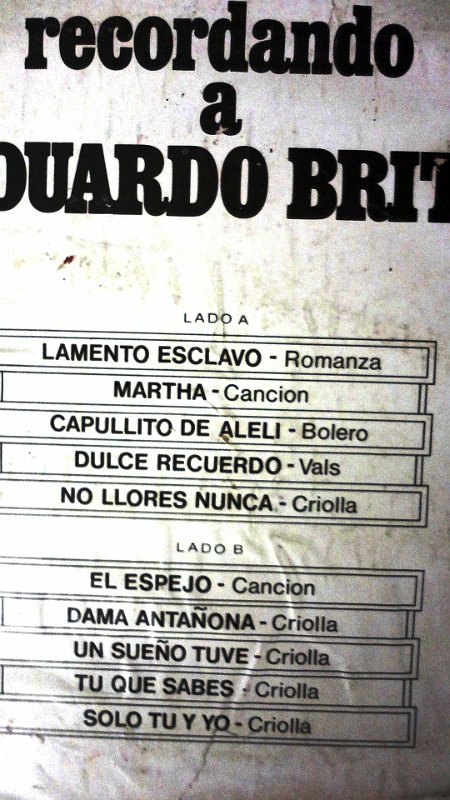 recordando
a
DUARDO BRIT
LADO A
LAMENTO ESCLAVO - Romanza
MARTHA - Cancion
CAPULLITO DE ALELI - Bolero
DULCE RECUERDO - Vals
NO LLORES NUNCA - Criolla
LADO B
EL ESPEJO - Cancion
DAMA ANTAÑONA - Criolla
UN SUEÑO TUVE - Criolla
TU QUE SABES - Criolla
SOLO TU Y YO - Criolla